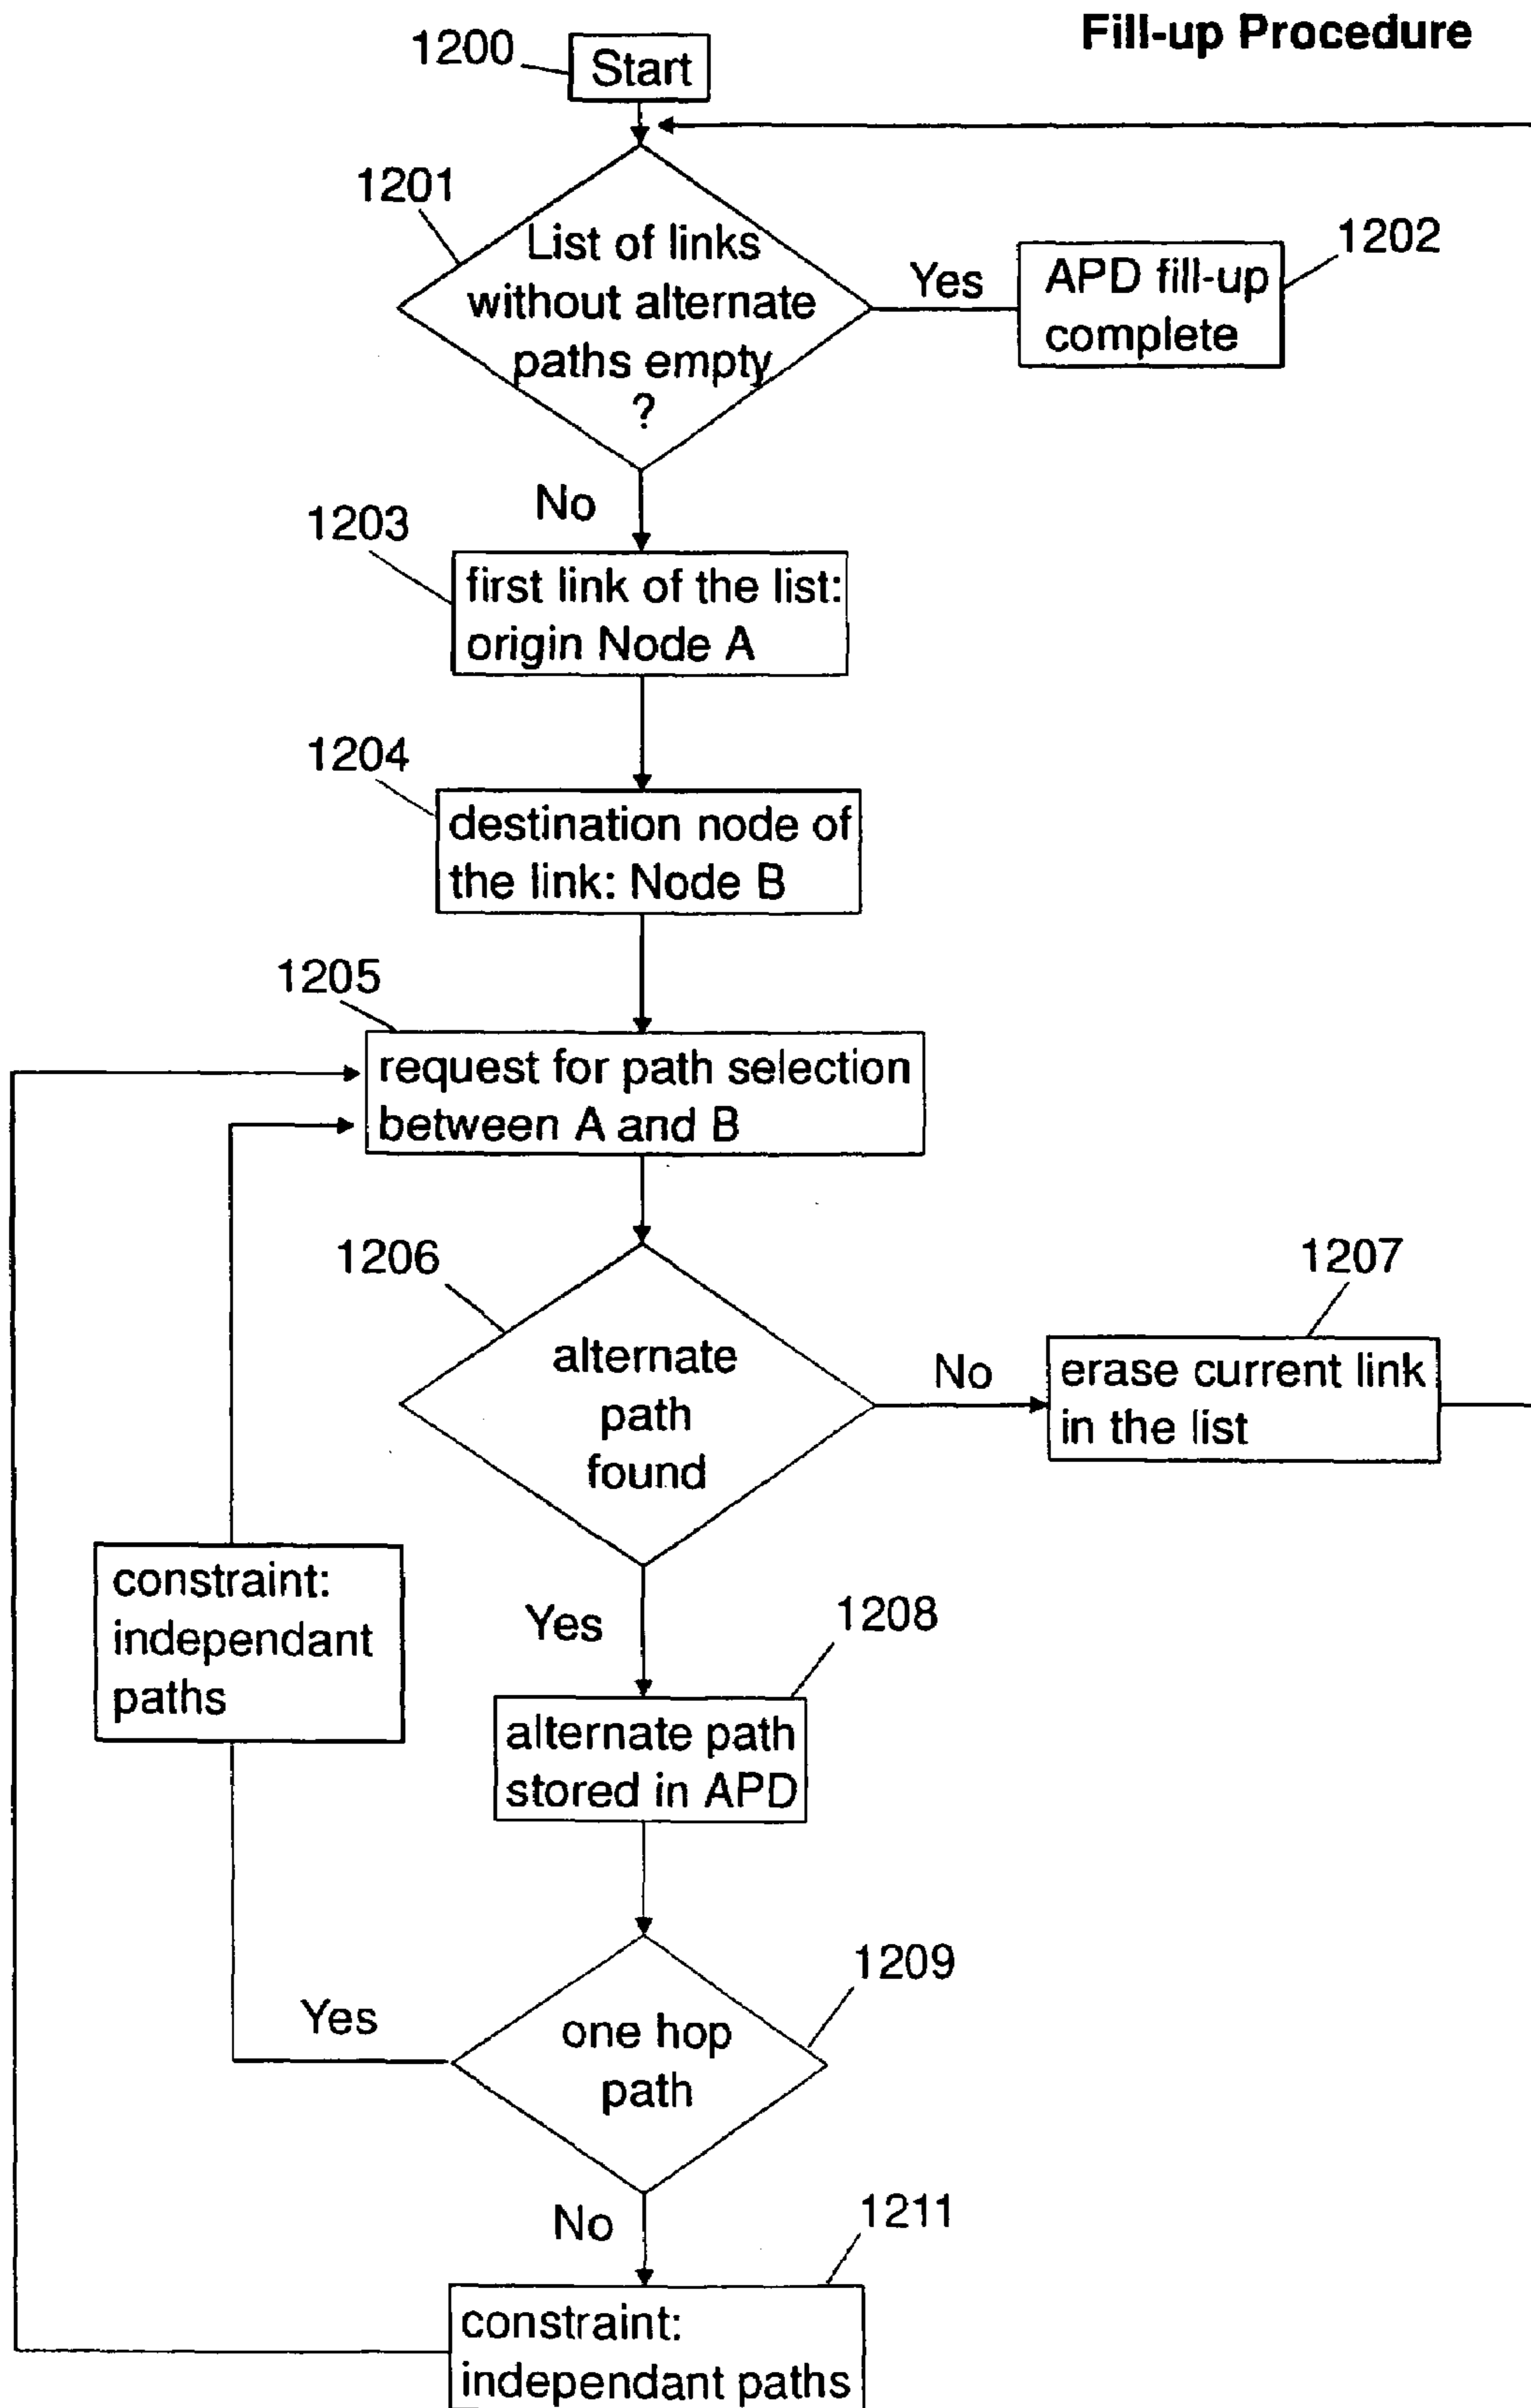 Fill-up Procedure
1200
Start
1201
List of links
without alternate
paths empty
?
Yes
1202
APD fill-up
complete
No
1203
first link of the list:
origin Node A
1204
destination node of
the link: Node B
1205
request for path selection
between A and B
1206
alternate
path
found
No
1207
erase current link
in the list
constraint:
independant
paths
Yes
1208
alternate path
stored in APD
1209
Yes
one hop
path
No
1211
constraint:
independant paths